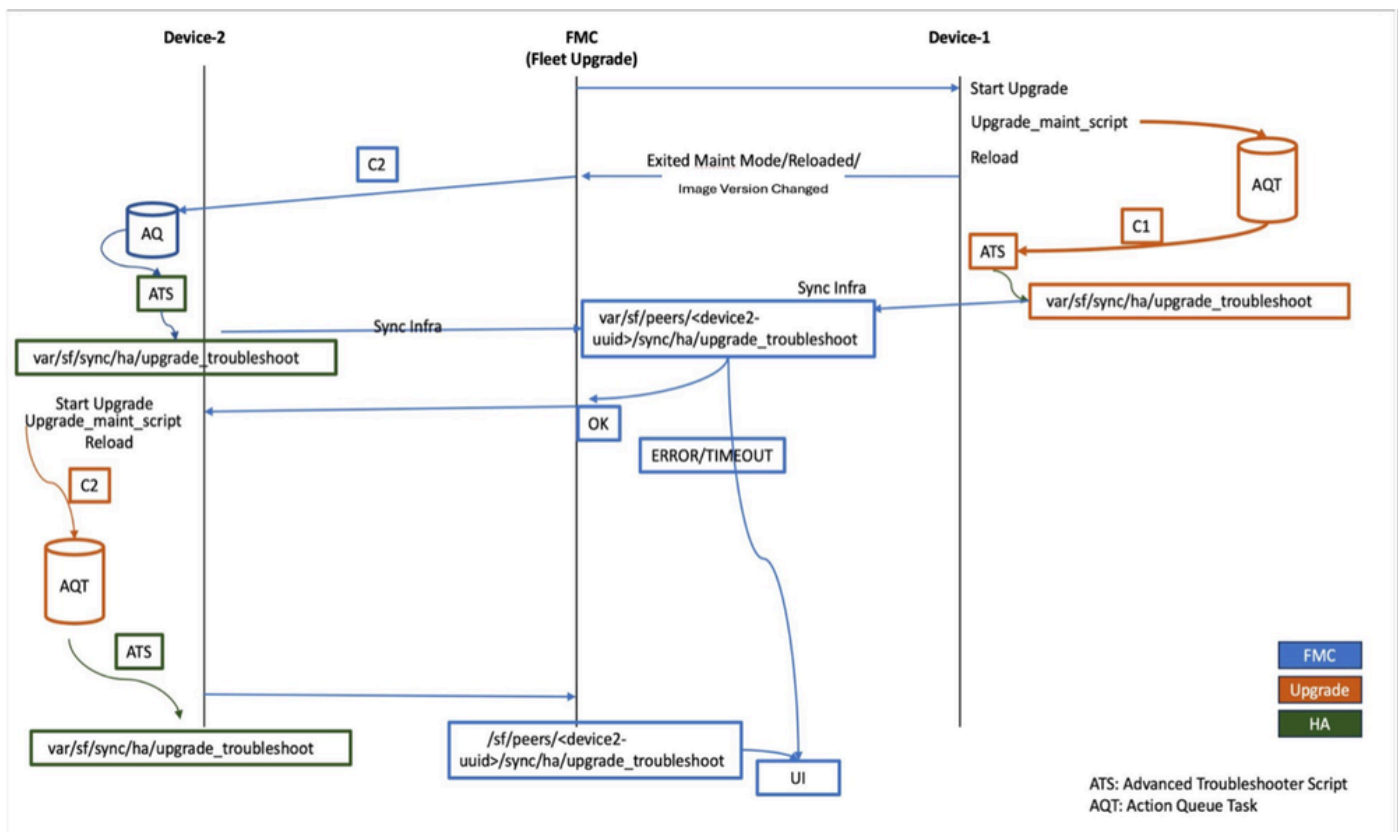 Device-2
FMC
(Fleet Upgrade)
Device-1
Start Upgrade
Upgrade_maint_script
Reload
AQT
C1
ATS
var/sf/sync/ha/upgrade_troubleshoot
Exited Maint Mode/Reloaded/
Image Version Changed
C2
AQ
ATS
var/sf/sync/ha/upgrade_troubleshoot
Sync Infra
Sync Infra
var/sf/peers/<device2-
uuid>/sync/ha/upgrade_troubleshoot
OK
ERROR/TIMEOUT
Start Upgrade
Upgrade_maint_script
Reload
C2
AQT
ATS
var/sf/sync/ha/upgrade_troubleshoot
/sf/peers/<device2-
uuid>/sync/ha/upgrade_troubleshoot
UI
FMC
Upgrade
HA
ATS: Advanced Troubleshooter Script
AQT: Action Queue Task